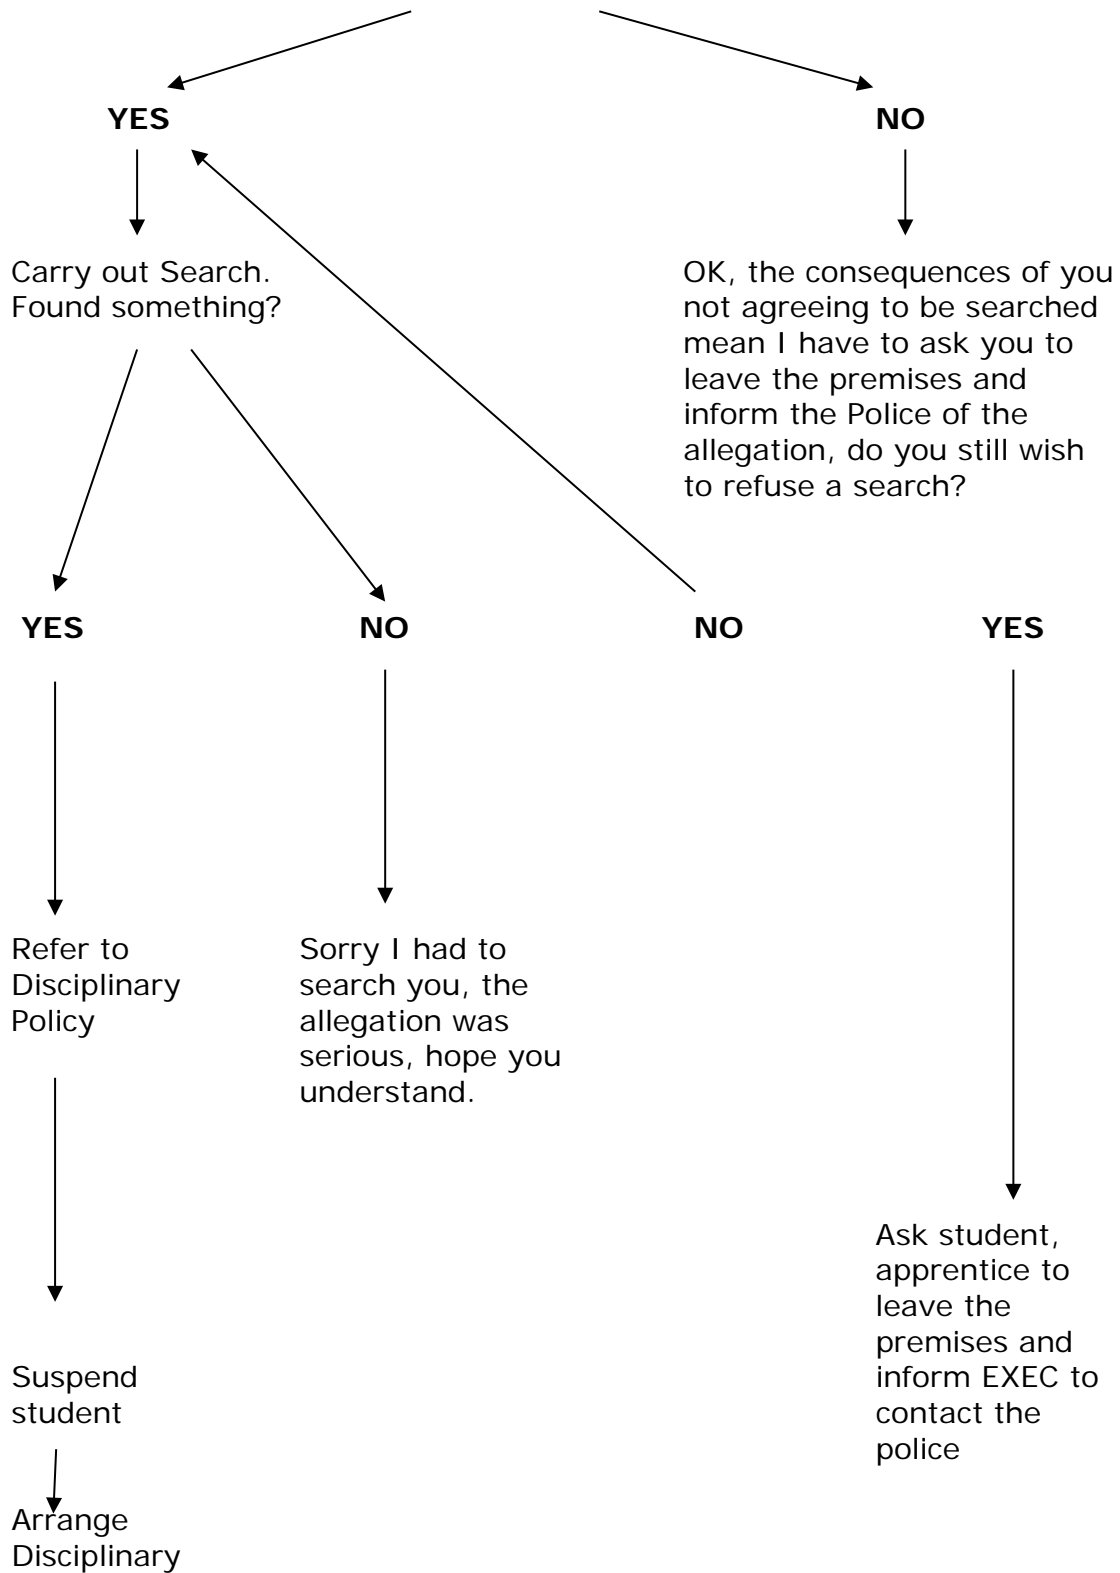 YES
NO
Carry out Search.
Found something?
OK, the consequences of you
not agreeing to be searched
mean I have to ask you to
leave the premises and
inform the Police of the
allegation, do you still wish
to refuse a search?
YES
NO
NO
YES
Refer to
Disciplinary
Policy
Sorry I had to
search you, the
allegation was
serious, hope you
understand.
Ask student,
apprentice to
leave the
premises and
inform EXEC to
contact the
police
Suspend
student
Arrange
Disciplinary